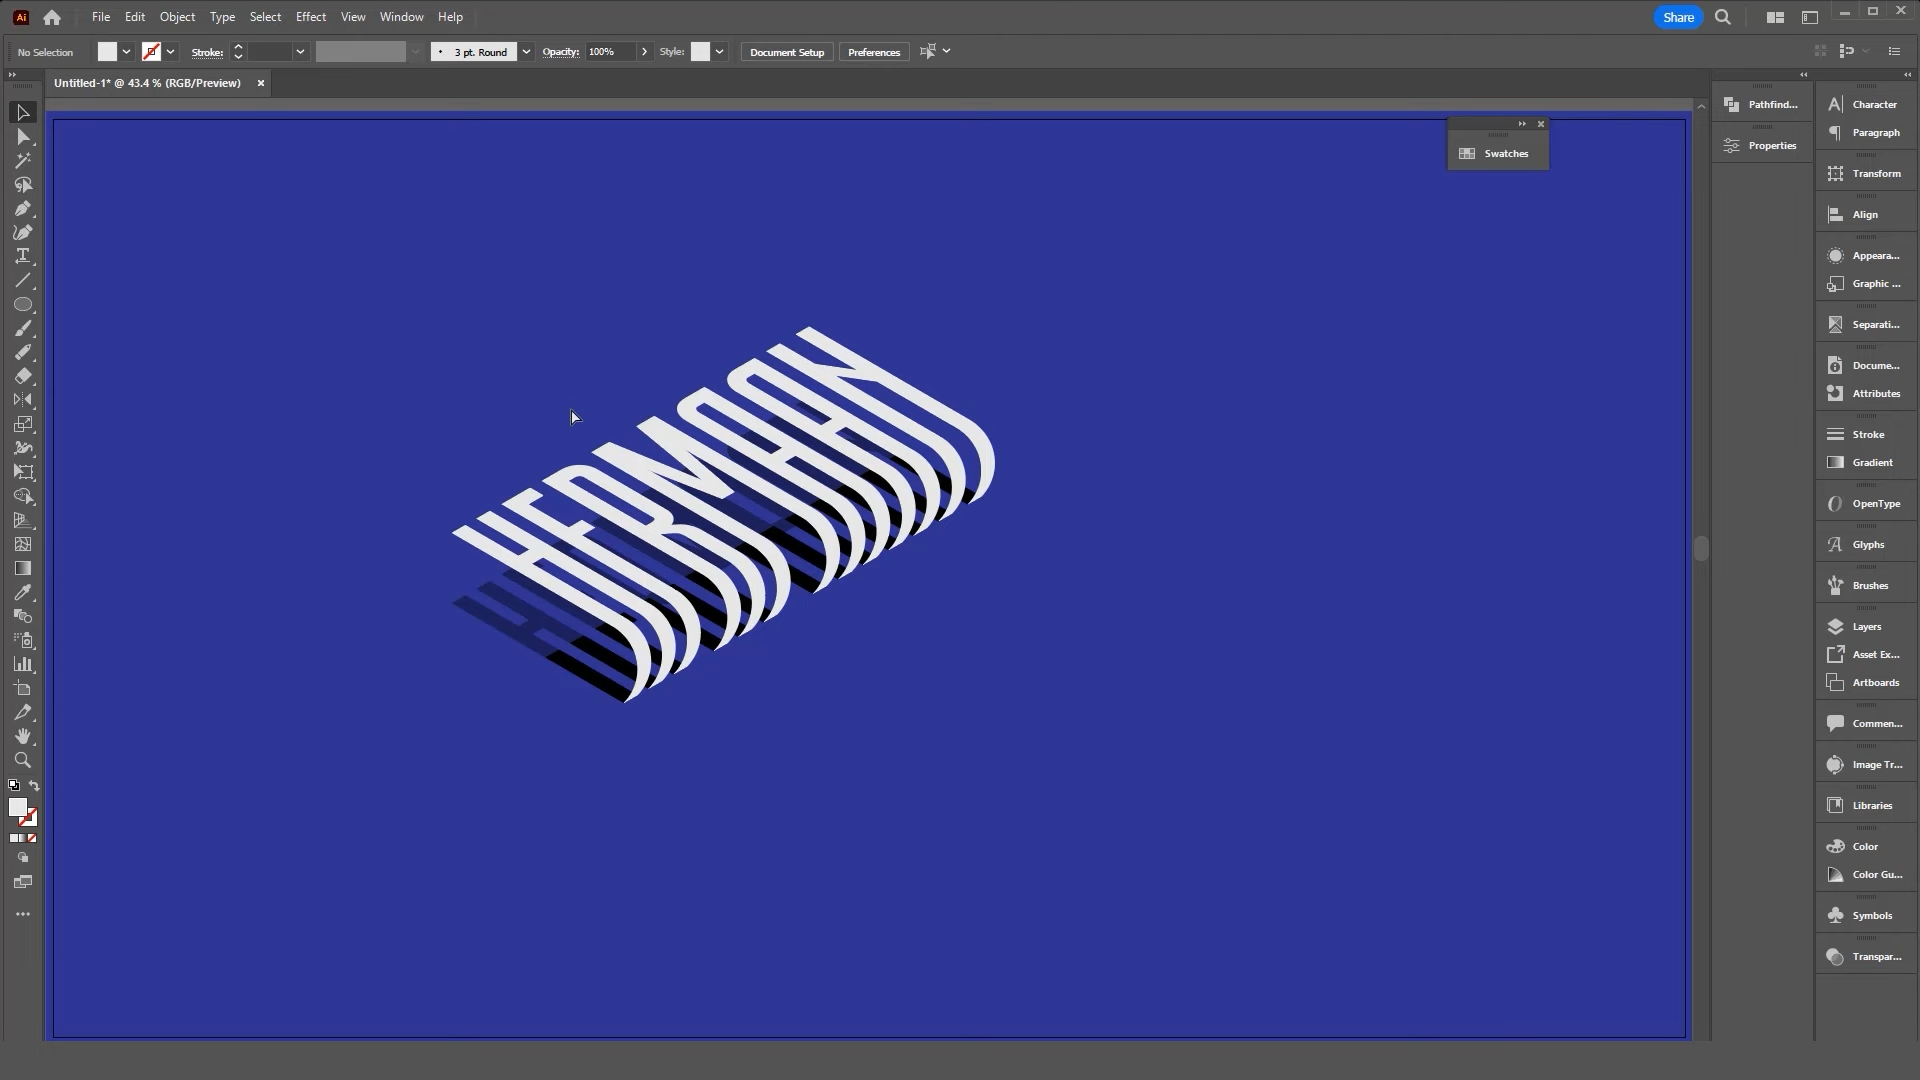 Ai File Edit Object Type Select Effect View Window Help Share
No Selection Stroke: 3 pt. Round Opacity: 100% Style: Document Setup Preferences
Untitled-1* @ 43.4 % (RGB/Preview)
Swatches
Pathfind...
Properties
Character
Paragraph
Transform
Align
Appeara...
Graphic ...
Separati...
Docume...
Attributes
Stroke
Gradient
OpenType
Glyphs
Brushes
Layers
Asset Ex...
Artboards
Commen...
Image Tr...
Libraries
Color
Color Gu...
Symbols
Transpar...